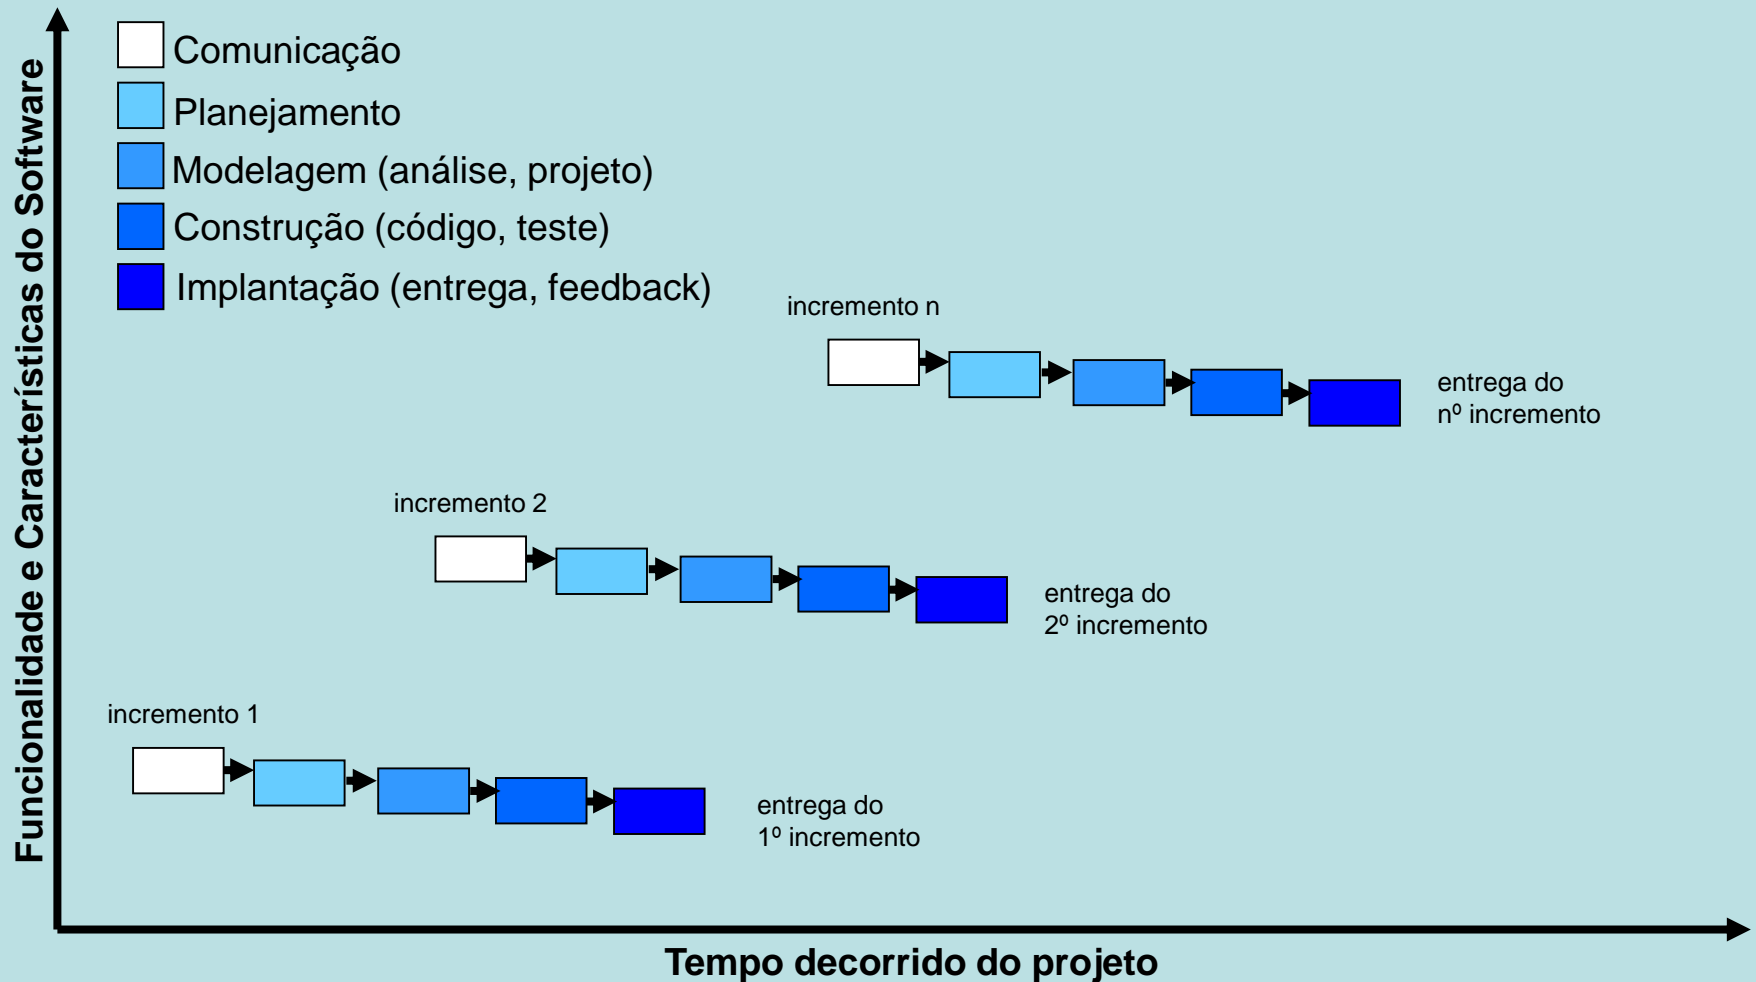 Funcionalidade e Características do Software
Comunicação
Planejamento
Modelagem (análise, projeto)
Construção (código, teste)
Implantação (entrega, feedback)
incremento n
entrega do
nº incremento
incremento 2
entrega do
2º incremento
incremento 1
entrega do
1º incremento
Tempo decorrido do projeto